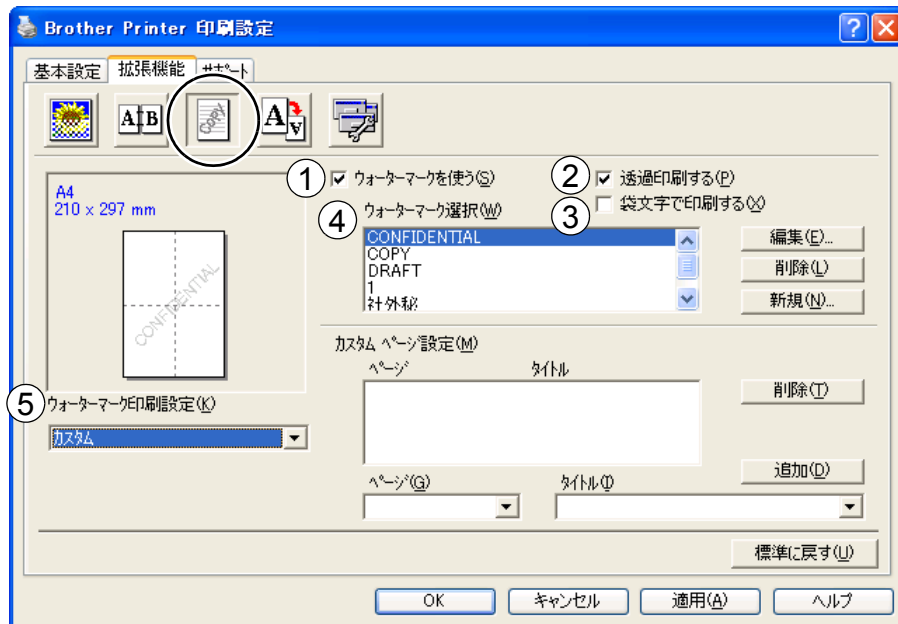 Brother Printer 印刷設定
基本設定 拡張機能 サポート
A B
COPY
A A
A4
210 x 297 mm
CONFIDENTIAL
① ウォーターマークを使う(S)
② 透過印刷する(P)
③ 袋文字で印刷する(X)
④ ウォーターマーク選択(W)
CONFIDENTIAL
COPY
DRAFT
1
社外秘
編集(E)...
削除(L)
新規(N)...
カスタム ページ設定(M)
ページ タイトル
削除(T)
⑤ ウォーターマーク印刷設定(K)
カスタム
追加(D)
ページ(G) タイトル(I)
標準に戻す(U)
OK キャンセル 適用(A) ヘルプ